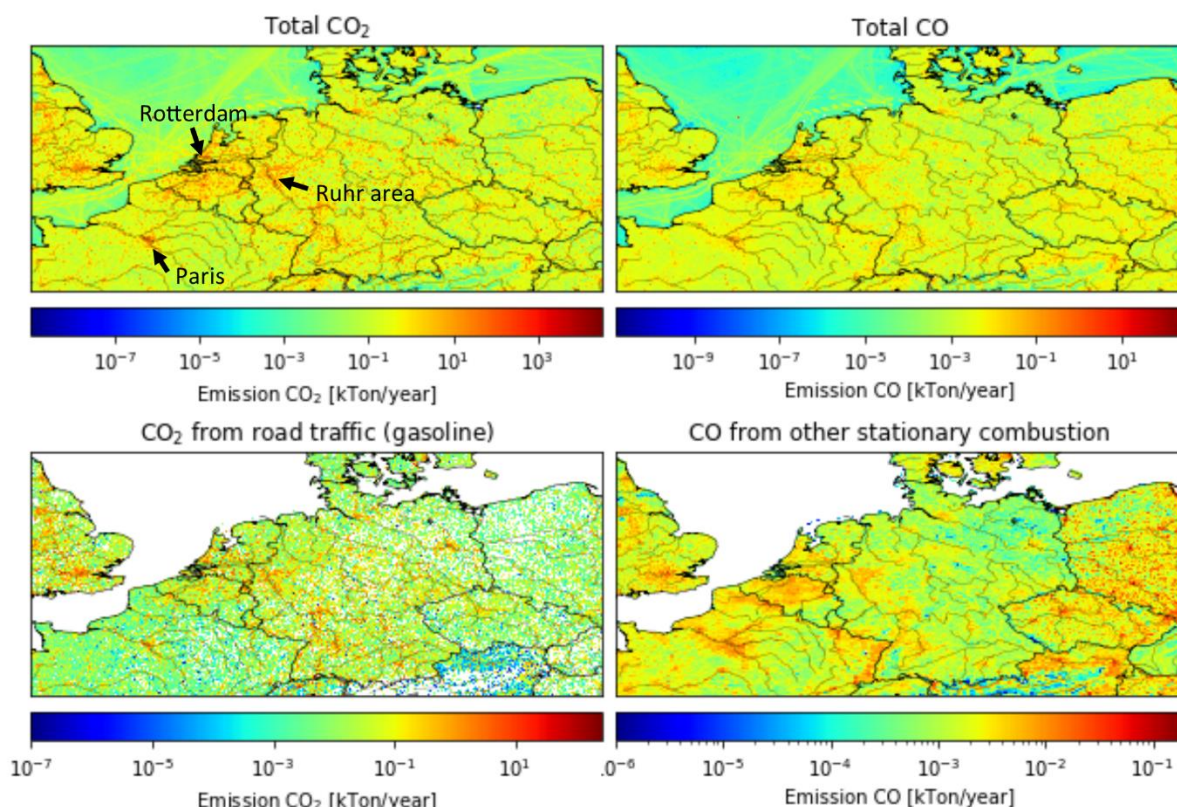 Total CO₂
Total CO
Rotterdam
Ruhr area
Paris
10⁻⁷ 10⁻⁵ 10⁻³ 10⁻¹ 10¹ 10³
10⁻⁹ 10⁻⁷ 10⁻⁵ 10⁻³ 10⁻¹ 10¹
Emission CO₂ [kTon/year]
Emission CO [kTon/year]
CO₂ from road traffic (gasoline)
CO from other stationary combustion
10⁻⁷ 10⁻⁵ 10⁻³ 10⁻¹ 10¹
.0⁻⁶ 10⁻⁵ 10⁻⁴ 10⁻³ 10⁻² 10⁻¹
Emission CO₂ [kTon/year]
Emission CO [kTon/year]